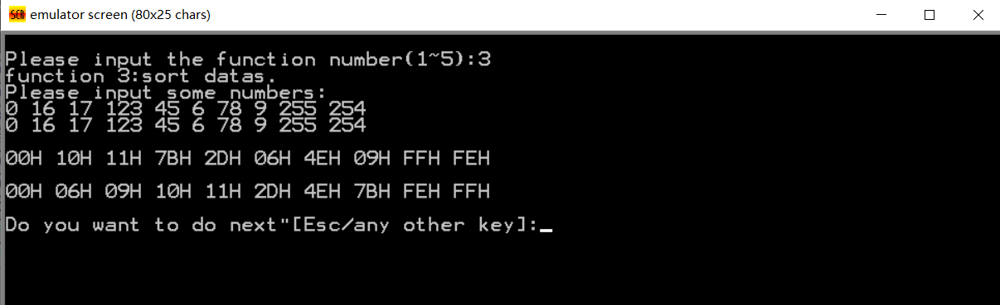 SCR emulator screen (80x25 chars)
Please input the function number(1~5):3
function 3:sort datas.
Please input some numbers:
0 16 17 123 45 6 78 9 255 254
0 16 17 123 45 6 78 9 255 254
00H 10H 11H 7BH 2DH 06H 4EH 09H FFH FEH
00H 06H 09H 10H 11H 2DH 4EH 7BH FEH FFH
Do you want to do next"[Esc/any other key]: